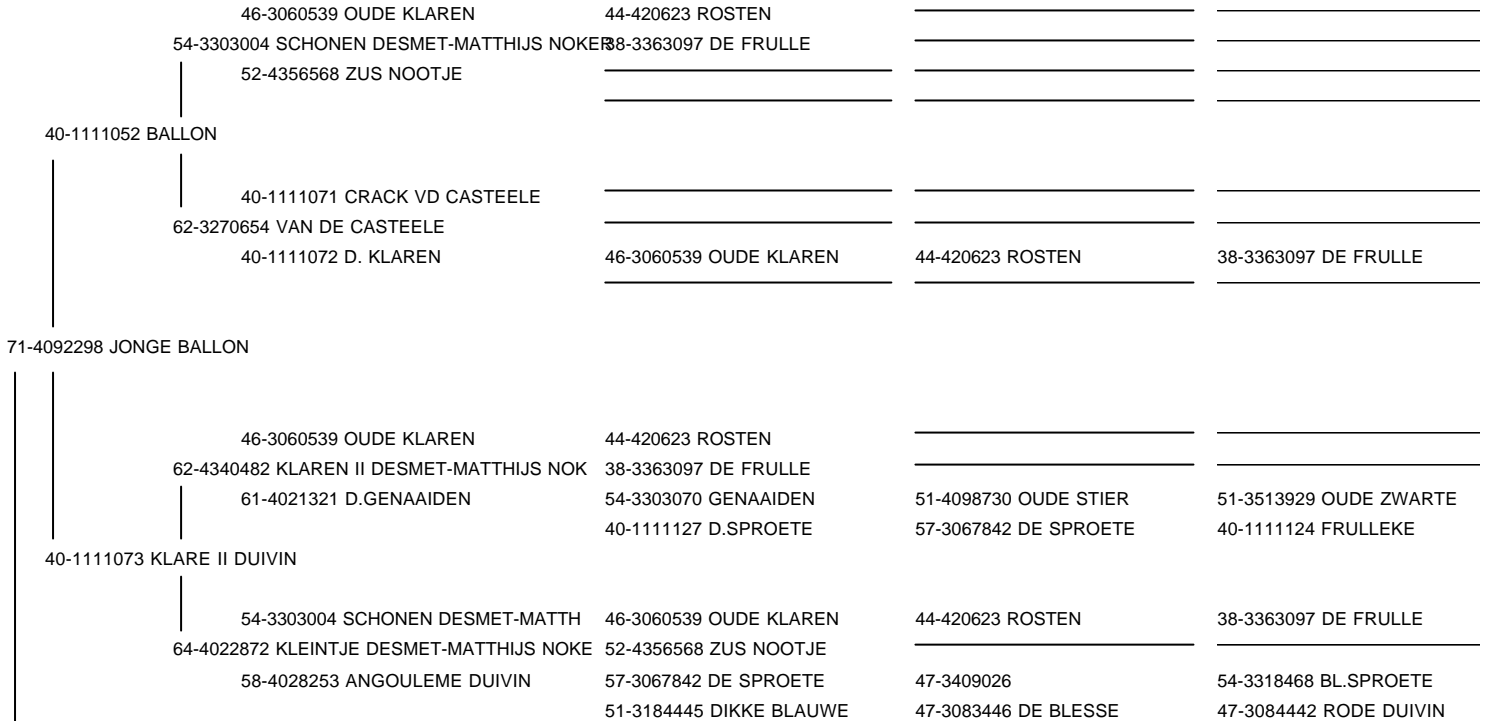 46-3060539 OUDE KLAREN 44-420623 ROSTEN
54-3303004 SCHONEN DESMET-MATTHIJS NOKER 38-3363097 DE FRULLE
52-4356568 ZUS NOOTJE
40-1111052 BALLON
40-1111071 CRACK VD CASTEELE
62-3270654 VAN DE CASTEELE
40-1111072 D. KLAREN 46-3060539 OUDE KLAREN 44-420623 ROSTEN 38-3363097 DE FRULLE
71-4092298 JONGE BALLON
46-3060539 OUDE KLAREN 44-420623 ROSTEN
62-4340482 KLAREN II DESMET-MATTHIJS NOK 38-3363097 DE FRULLE
61-4021321 D.GENAAIDEN 54-3303070 GENAAIDEN 51-4098730 OUDE STIER 51-3513929 OUDE ZWARTE
40-1111127 D.SPROETE 57-3067842 DE SPROETE 40-1111124 FRULLEKE
40-1111073 KLARE II DUIVIN
54-3303004 SCHONEN DESMET-MATTH 46-3060539 OUDE KLAREN 44-420623 ROSTEN 38-3363097 DE FRULLE
64-4022872 KLEINTJE DESMET-MATTHIJS NOKE 52-4356568 ZUS NOOTJE
58-4028253 ANGOULEME DUIVIN 57-3067842 DE SPROETE 47-3409026 54-3318468 BL.SPROETE
51-3184445 DIKKE BLAUWE 47-3083446 DE BLESSE 47-3084442 RODE DUIVIN